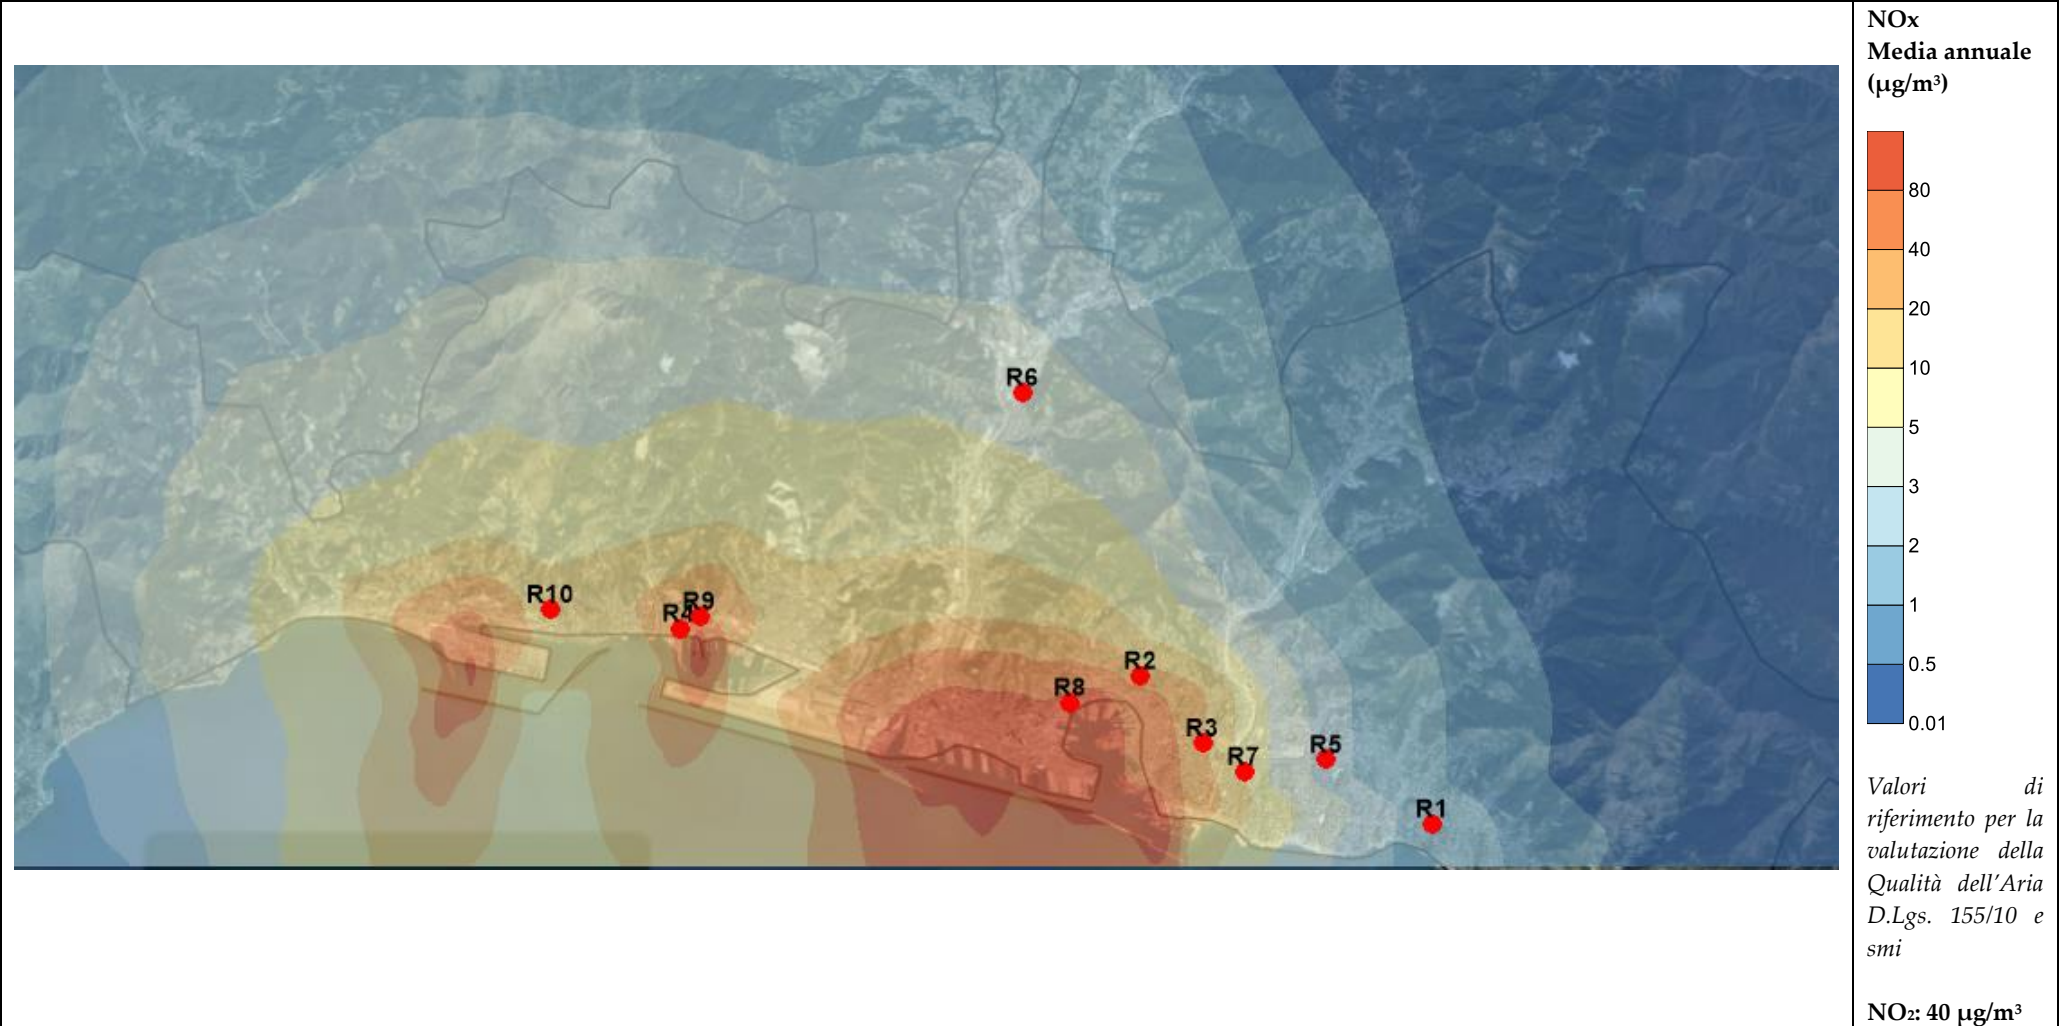 NOx
Media annuale
(µg/m³)
80
40
20
10
5
3
2
1
0.5
0.01
Valori di
riferimento per la
valutazione della
Qualità dell'Aria
D.Lgs. 155/10 e
smi
NO₂: 40 µg/m³
R6
R10
R9
R4
R2
R8
R3
R7
R5
R1